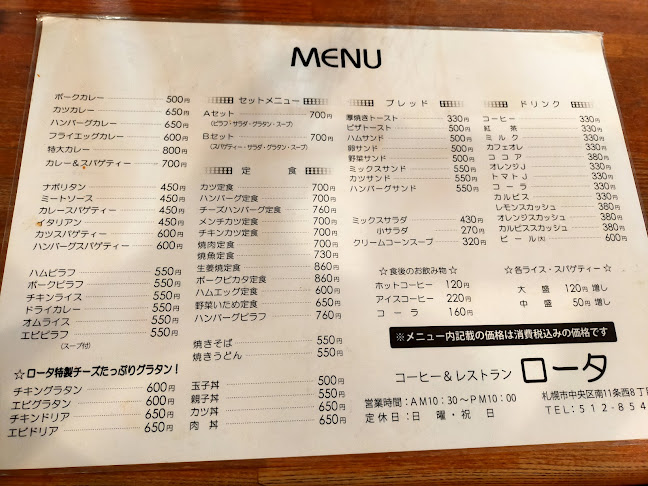 MENU
ポークカレー 500円
カツカレー 650円
ハンバーグカレー 650円
フライエッグカレー 600円
特大カレー 800円
カレー＆スパゲティー 700円
ナポリタン 450円
ミートソース 450円
カレースパゲティー 450円
イタリアン 450円
カツスパゲティー 600円
ハンバーグスパゲティー 600円
ハムピラフ 550円
ポークピラフ 550円
チキンライス 550円
ドライカレー 550円
オムライス 550円
エビピラフ 550円
(スープ付)
☆ロータ特製チーズたっぷりグラタン！
チキングラタン 600円
エビグラタン 600円
チキンドリア 650円
エビドリア 650円
セットメニュー
Aセット 700円
(ピラフ・サラダ・グラタン・スープ)
Bセット 700円
(スパゲティー・サラダ・グラタン・スープ)
定食
カツ定食 700円
ハンバーグ定食 700円
チーズハンバーグ定食 760円
メンチカツ定食 700円
チキンカツ定食 700円
焼肉定食 700円
焼魚定食 730円
生姜焼定食 860円
ポークピカタ定食 860円
ハムエッグ定食 600円
野菜いため定食 650円
ハンバーグピラフ 760円
焼きそば 550円
焼きうどん 550円
玉子丼 500円
親子丼 550円
カツ丼 650円
肉丼 650円
ブレッド
厚焼きトースト 330円
ピザトースト 500円
ハムサンド 500円
卵サンド 500円
野菜サンド 500円
ミックスサンド 550円
カツサンド 550円
ハンバーグサンド 550円
ミックスサラダ 430円
小サラダ 270円
クリームコーンスープ 320円
ドリンク
コーヒー 330円
紅茶 330円
ミルク 330円
カフェオレ 330円
ココア 380円
オレンジJ 330円
トマトJ 330円
コーラ 330円
カルピス 330円
レモンスカッシュ 380円
オレンジスカッシュ 380円
カルピススカッシュ 380円
ビール(大) 600円
☆食後のお飲み物☆
ホットコーヒー 120円
アイスコーヒー 220円
コーラ 160円
☆各ライス・スパゲティー☆
大盛 120円増し
中盛 50円増し
※メニュー内記載の価格は消費税込みの価格です
コーヒー＆レストラン ロータ
営業時間：AM10：30〜PM10：00
定休日：日曜・祝日
札幌市中央区南11条西8丁
TEL：512-854